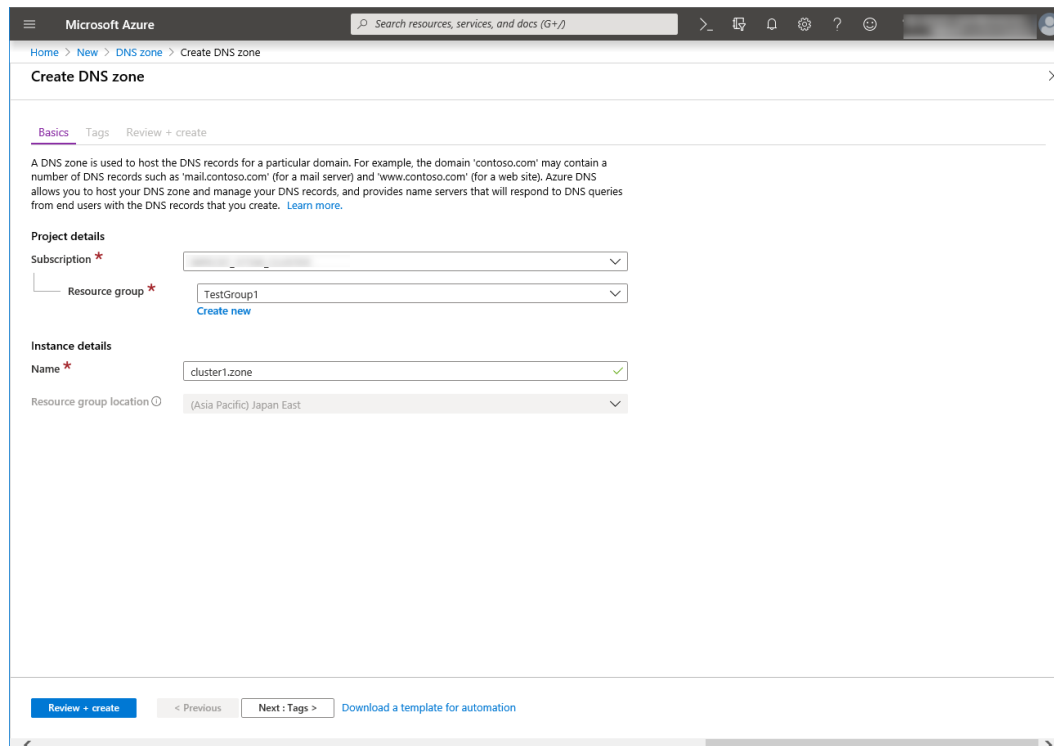 Microsoft Azure
Search resources, services, and docs (G+/)
Home > New > DNS zone > Create DNS zone
Create DNS zone
Basics Tags Review + create
A DNS zone is used to host the DNS records for a particular domain. For example, the domain 'contoso.com' may contain a
number of DNS records such as 'mail.contoso.com' (for a mail server) and 'www.contoso.com' (for a web site). Azure DNS
allows you to host your DNS zone and manage your DNS records, and provides name servers that will respond to DNS queries
from end users with the DNS records that you create. Learn more.
Project details
Subscription *
Resource group *
TestGroup1
Create new
Instance details
Name *
cluster1.zone
Resource group location
(Asia Pacific) Japan East
Review + create
< Previous
Next : Tags >
Download a template for automation